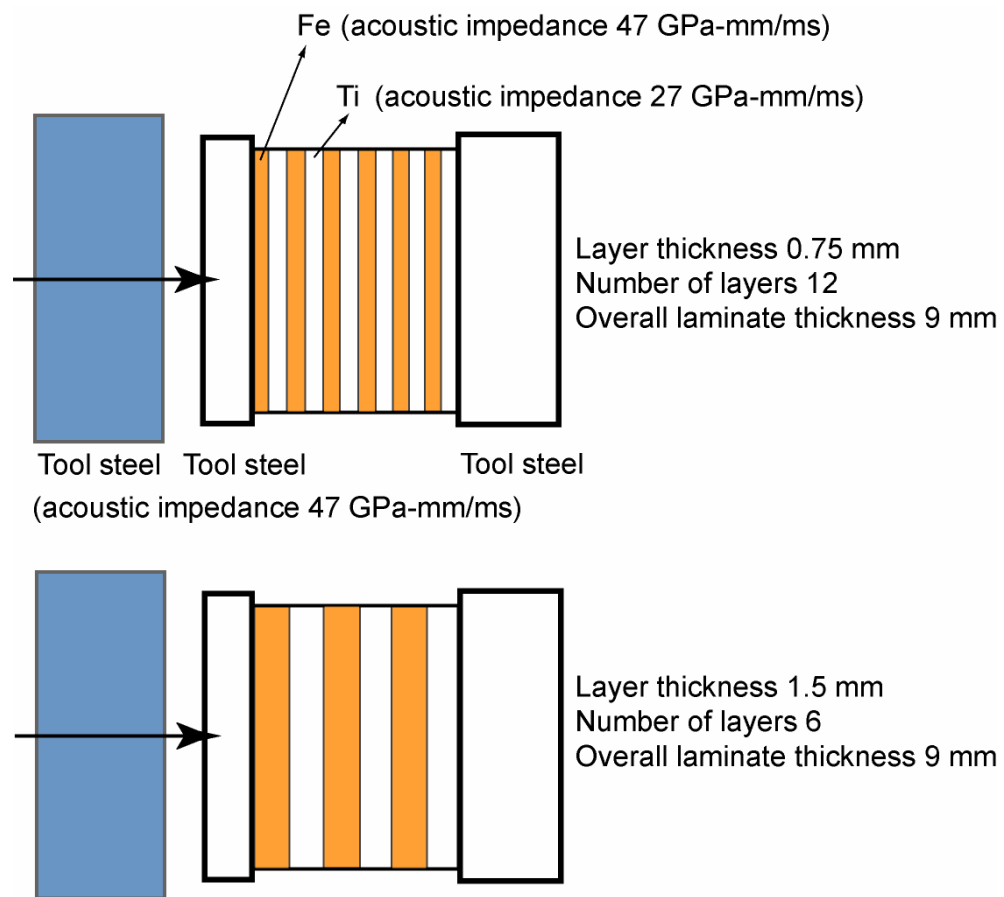 Fe (acoustic impedance 47 GPa-mm/ms)
Ti (acoustic impedance 27 GPa-mm/ms)
Layer thickness 0.75 mm
Number of layers 12
Overall laminate thickness 9 mm
Tool steel Tool steel Tool steel
(acoustic impedance 47 GPa-mm/ms)
Layer thickness 1.5 mm
Number of layers 6
Overall laminate thickness 9 mm